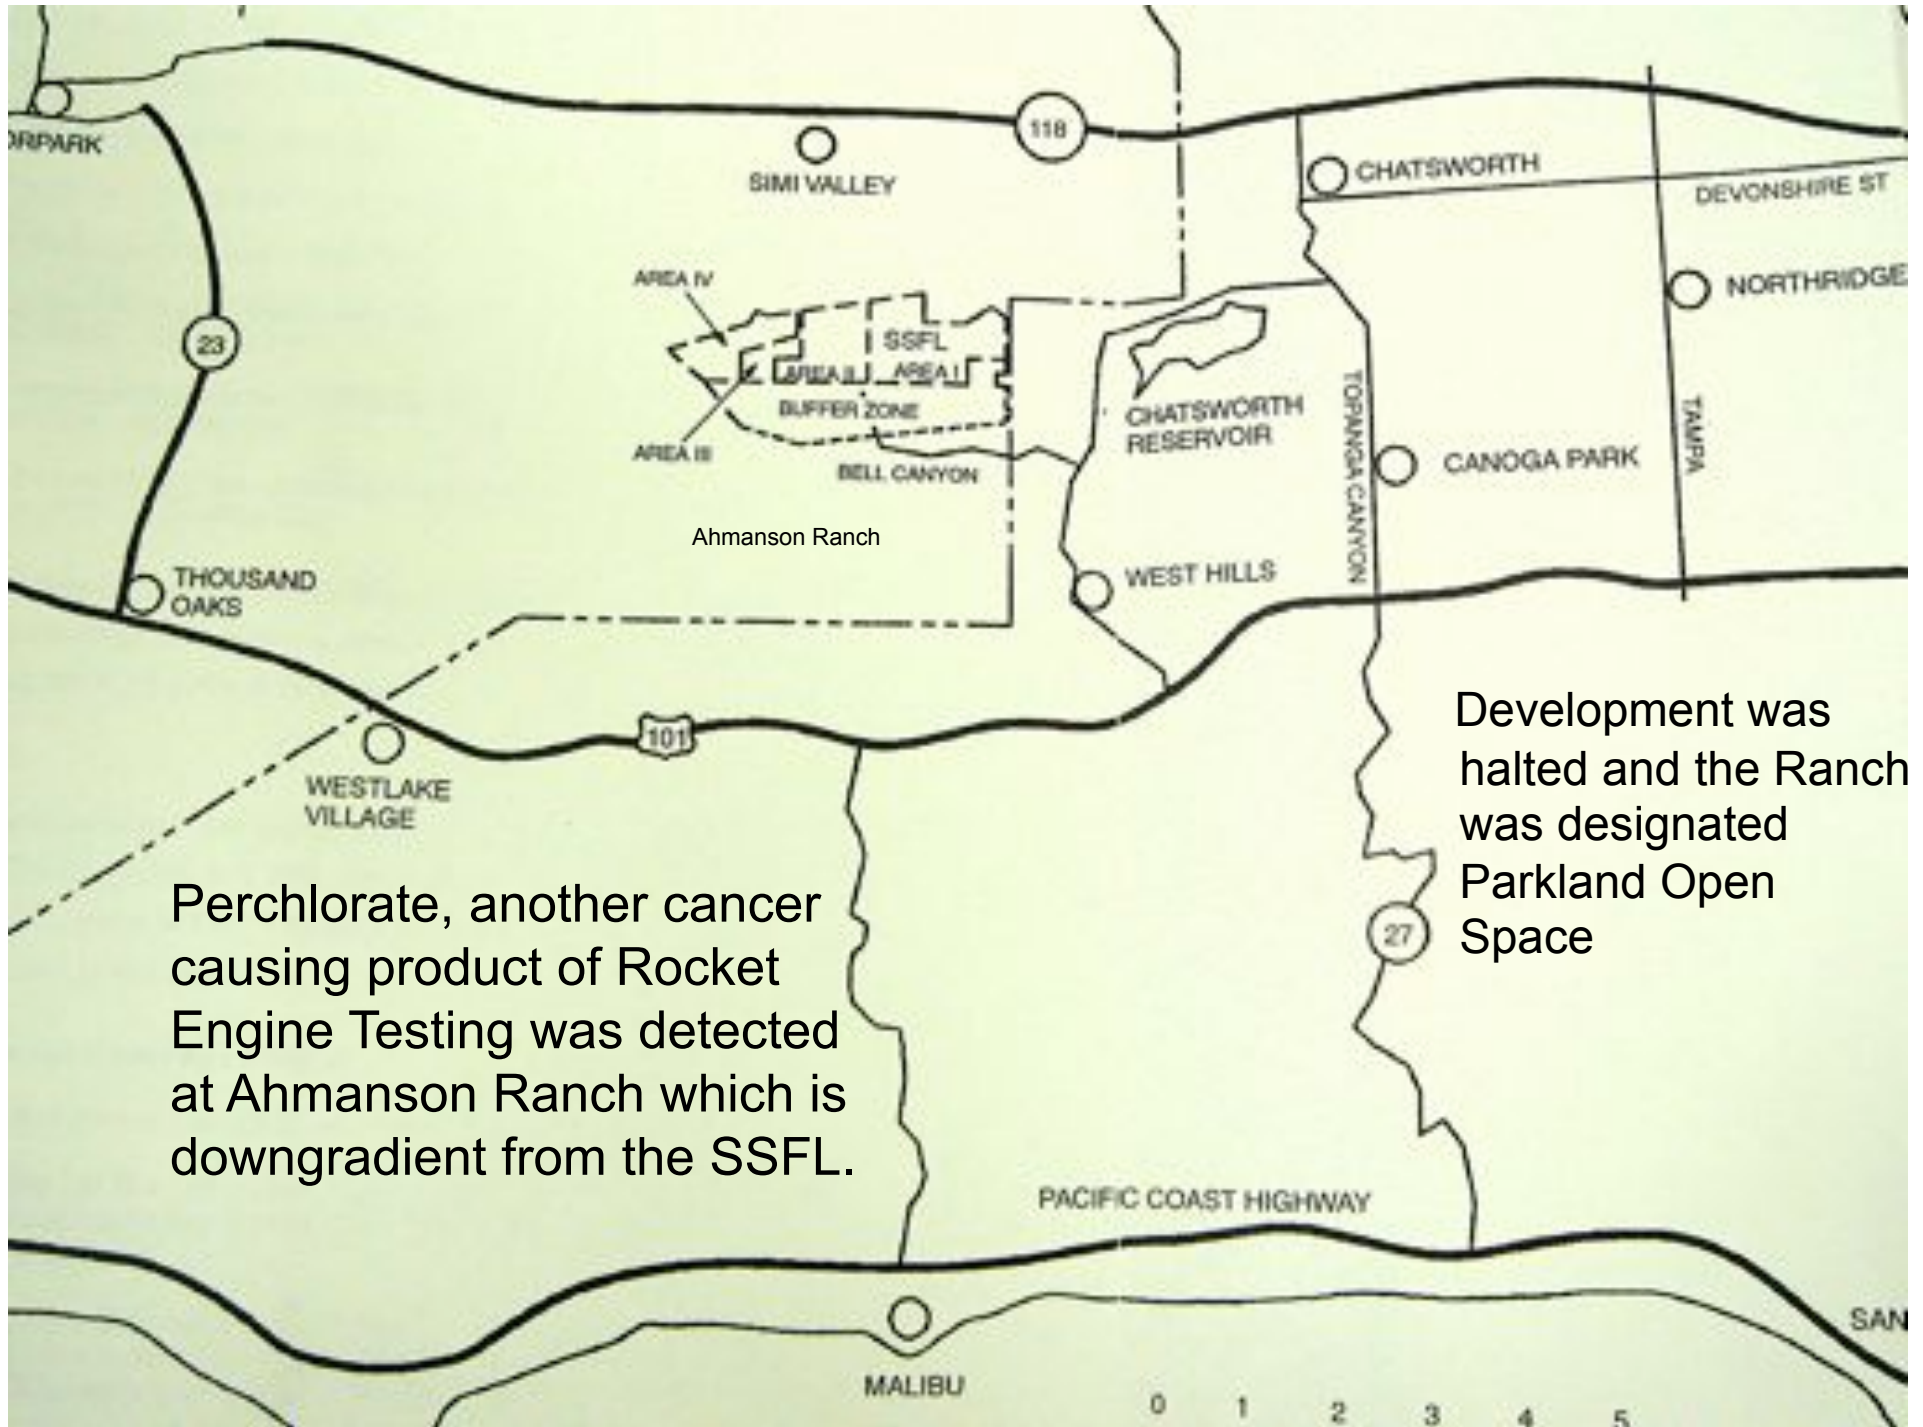 118
ORPARK
SIMI VALLEY
CHATSWORTH
DEVONSHIRE ST
NORTHRIDGE
AREA IV
23
SSFL
AREA II
AREA I
BUFFER ZONE
AREA III
BELL CANYON
CHATSWORTH
RESERVOIR
TOPANGA CANYON
TAMPA
CANOGA PARK
Ahmanson Ranch
THOUSAND
OAKS
WEST HILLS
101
WESTLAKE
VILLAGE
Development was
halted and the Ranch
was designated
Parkland Open
Space
27
Perchlorate, another cancer
causing product of Rocket
Engine Testing was detected
at Ahmanson Ranch which is
downgradient from the SSFL.
PACIFIC COAST HIGHWAY
MALIBU
SAN
0 1 2 3 4 5